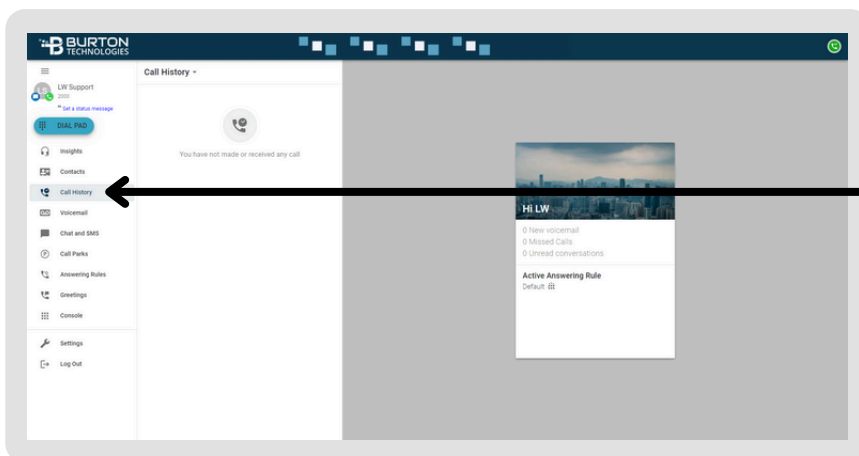 BURTON
TECHNOLOGIES
LW Support
2000
Set a status message
DIAL PAD
Insights
Contacts
Call History
Voicemail
Chat and SMS
Call Parks
Answering Rules
Greetings
Console
Settings
Log Out
Call History
You have not made or received any call
Hi LW
0 New voicemail
0 Missed Calls
0 Unread conversations
Active Answering Rule
Default